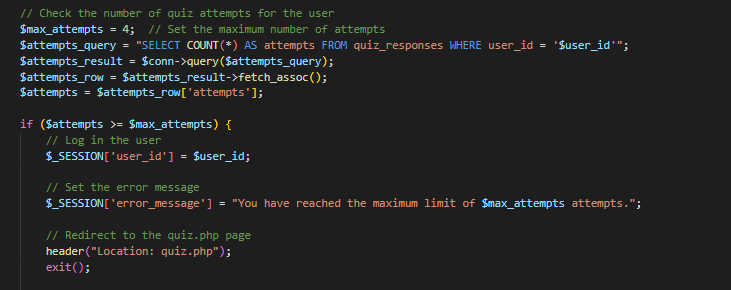 // Check the number of quiz attempts for the user
$max_attempts = 4;  // Set the maximum number of attempts
$attempts_query = "SELECT COUNT(*) AS attempts FROM quiz_responses WHERE user_id = '$user_id'";
$attempts_result = $conn->query($attempts_query);
$attempts_row = $attempts_result->fetch_assoc();
$attempts = $attempts_row['attempts'];

if ($attempts >= $max_attempts) {
    // Log in the user
    $_SESSION['user_id'] = $user_id;

    // Set the error message
    $_SESSION['error_message'] = "You have reached the maximum limit of $max_attempts attempts.";

    // Redirect to the quiz.php page
    header("Location: quiz.php");
    exit();